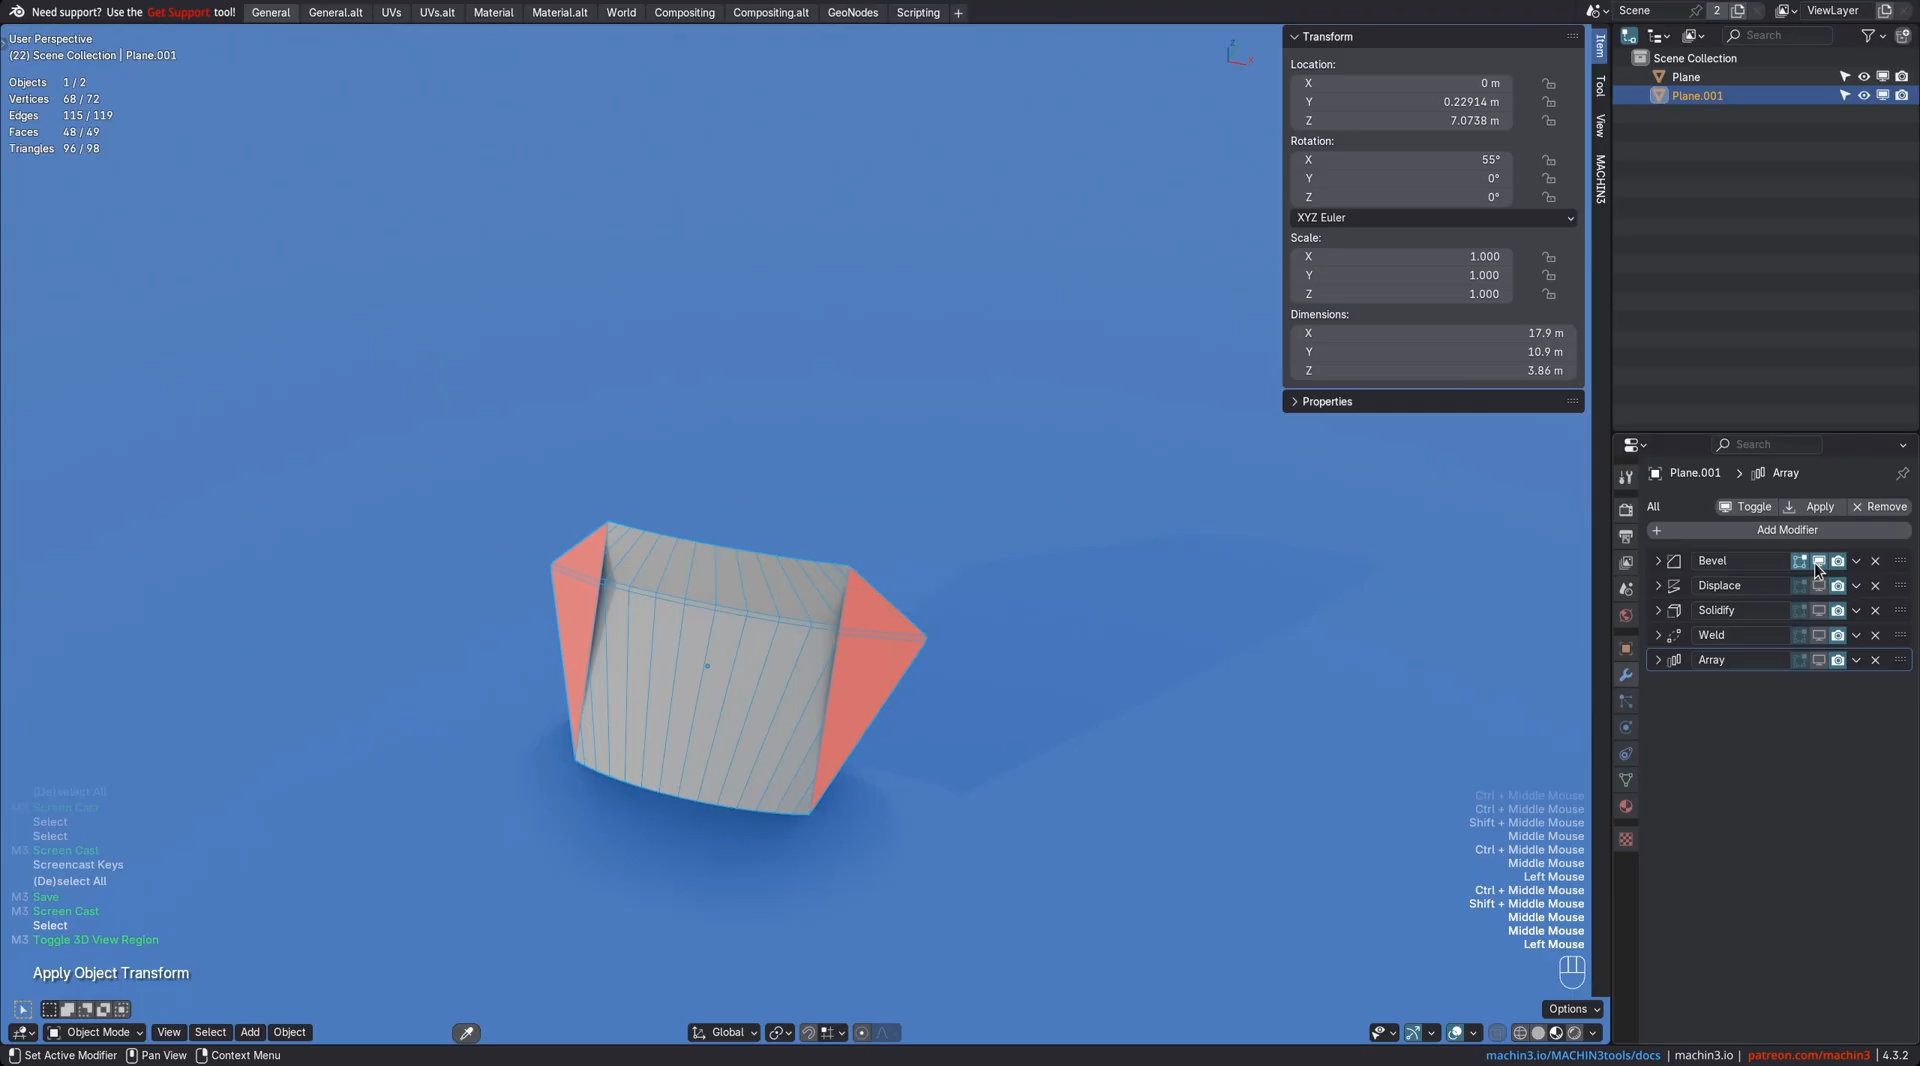 Need support? Use the Get Support tool!
General
General.alt
UVs
UVs.alt
Material
Material.alt
World
Compositing
Compositing.alt
GeoNodes
Scripting
+
Scene
2
ViewLayer
User Perspective
(22) Scene Collection | Plane.001
Objects 1 / 2
Vertices 68 / 72
Edges 115 / 119
Faces 48 / 49
Triangles 96 / 98
Z
X
Transform
Location:
X 0 m
Y 0.22914 m
Z 7.0738 m
Rotation:
X 55°
Y 0°
Z 0°
XYZ Euler
Scale:
X 1.000
Y 1.000
Z 1.000
Dimensions:
X 17.9 m
Y 10.9 m
Z 3.86 m
Properties
Item
Tool
View
MACHIN3
Search
Scene Collection
Plane
Plane.001
Search
Plane.001 > Array
All
Toggle
Apply
Remove
Add Modifier
Bevel
Displace
Solidify
Weld
Array
(De)select All
M3 Screen Cast
Select
Select
M3 Screen Cast
Screencast Keys
(De)select All
M3 Save
M3 Screen Cast
Select
M3 Toggle 3D View Region
Apply Object Transform
Ctrl + Middle Mouse
Ctrl + Middle Mouse
Shift + Middle Mouse
Middle Mouse
Ctrl + Middle Mouse
Middle Mouse
Left Mouse
Ctrl + Middle Mouse
Shift + Middle Mouse
Middle Mouse
Middle Mouse
Left Mouse
Options
Object Mode
View
Select
Add
Object
Global
Set Active Modifier
Pan View
Context Menu
machin3.io/MACHIN3tools/docs | machin3.io | patreon.com/machin3 | 4.3.2